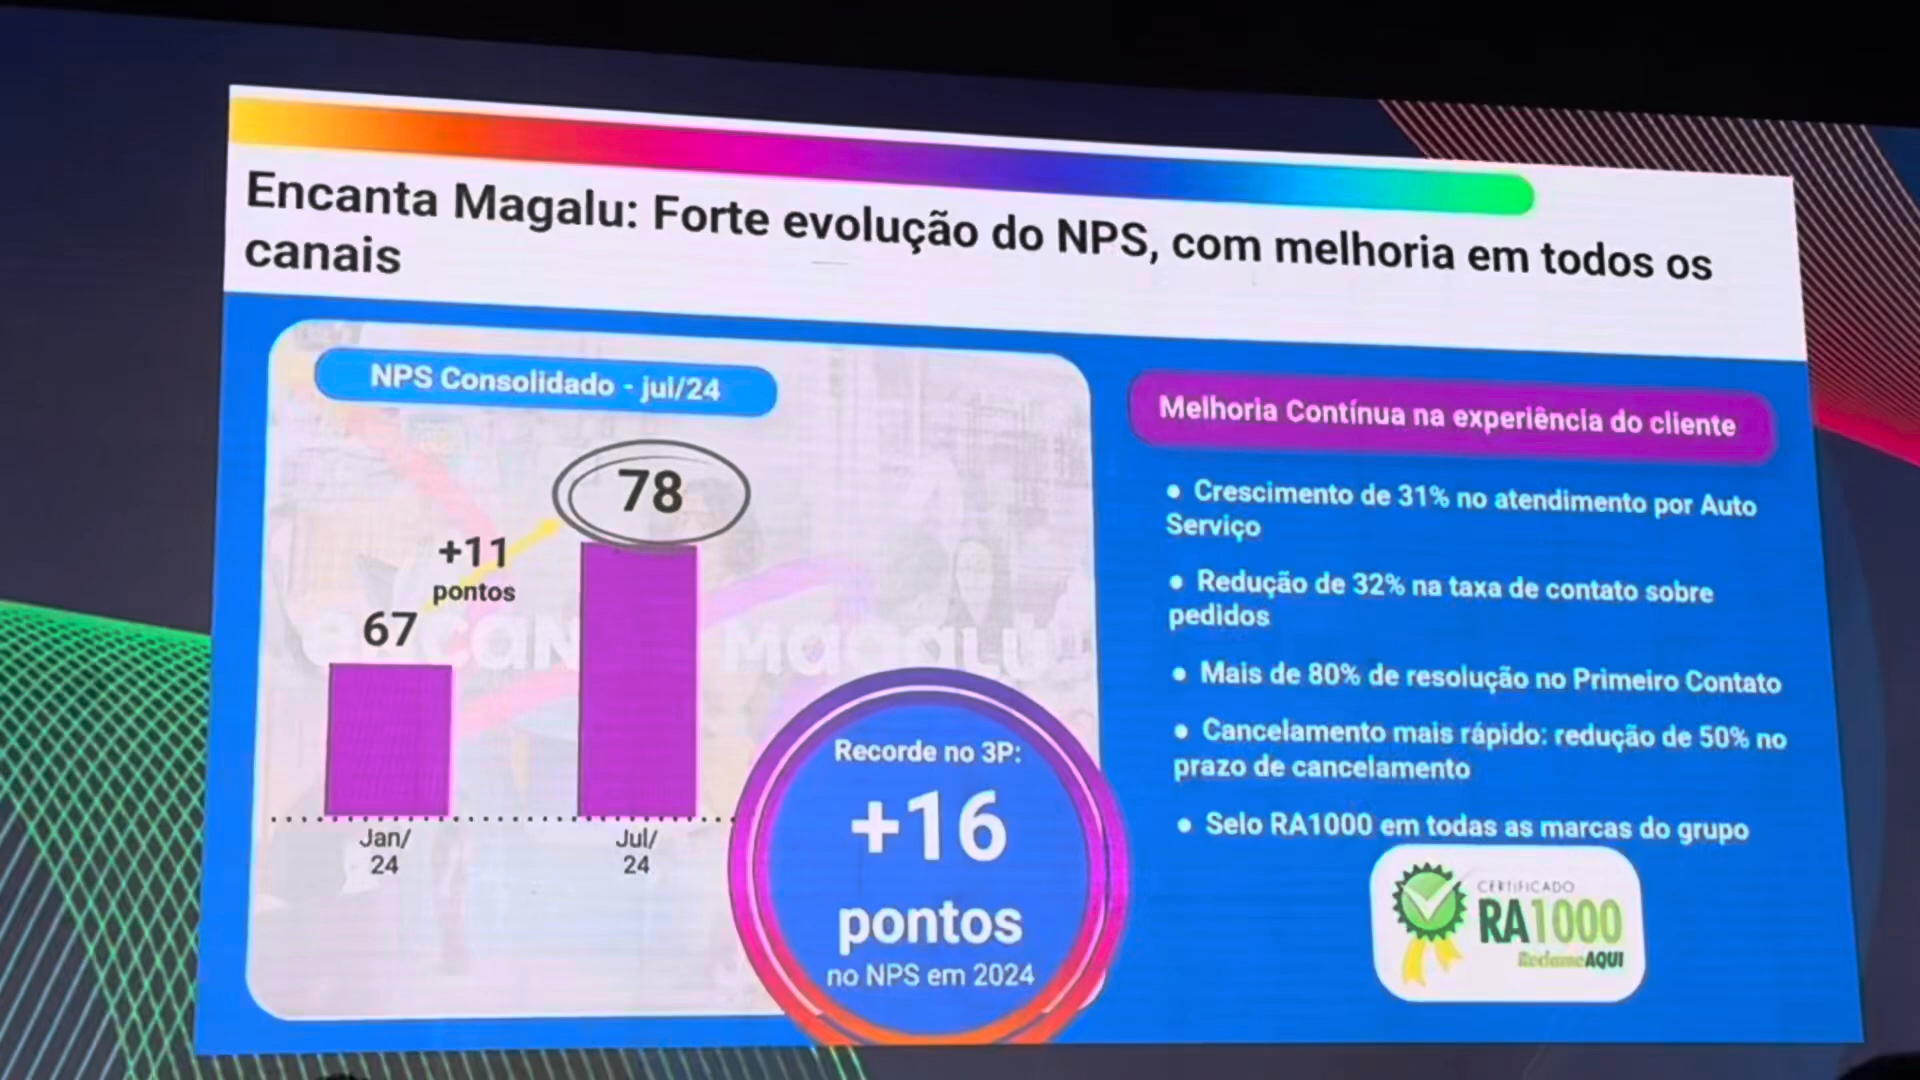 Encanta Magalu: Forte evolução do NPS, com melhoria em todos os
canais
NPS Consolidado - jul/24
78
+11
pontos
67
Jan/
24
Jul/
24
Recorde no 3P:
+16
pontos
no NPS em 2024
Melhoria Contínua na experiência do cliente
• Crescimento de 31% no atendimento por Auto
Serviço
• Redução de 32% na taxa de contato sobre
pedidos
• Mais de 80% de resolução no Primeiro Contato
• Cancelamento mais rápido: redução de 50% no
prazo de cancelamento
• Selo RA1000 em todas as marcas do grupo
CERTIFICADO
RA1000
ReclameAQUI